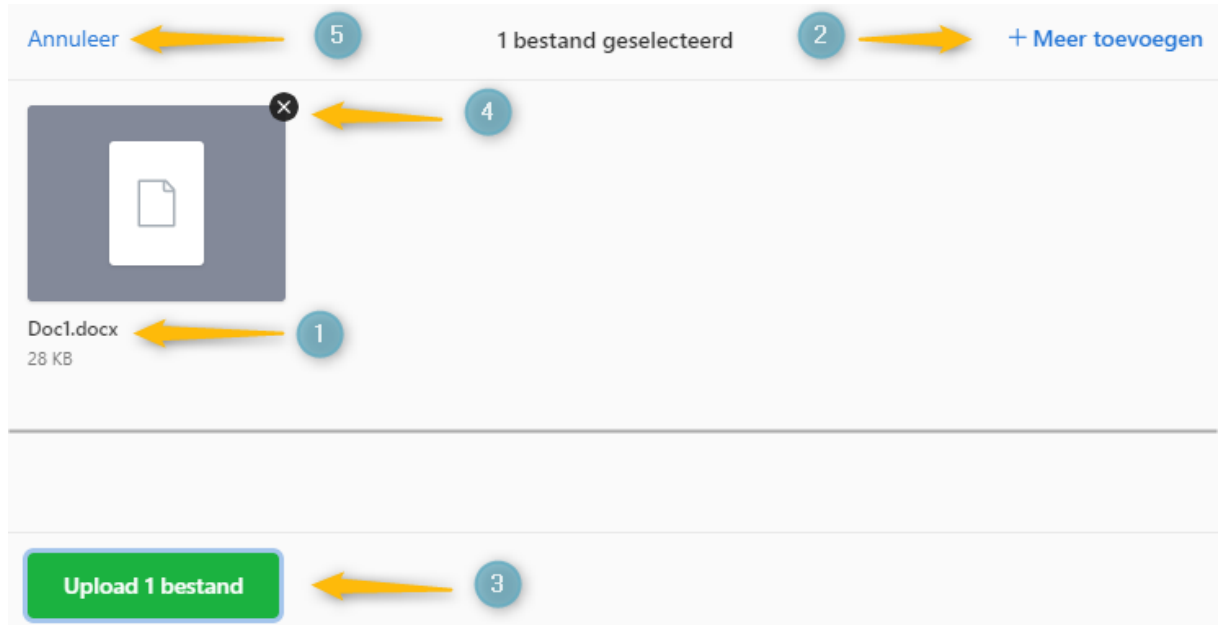 Annuleer 5 1 bestand geselecteerd 2 + Meer toevoegen
4
Doc1.docx 1
28 KB
Upload 1 bestand 3